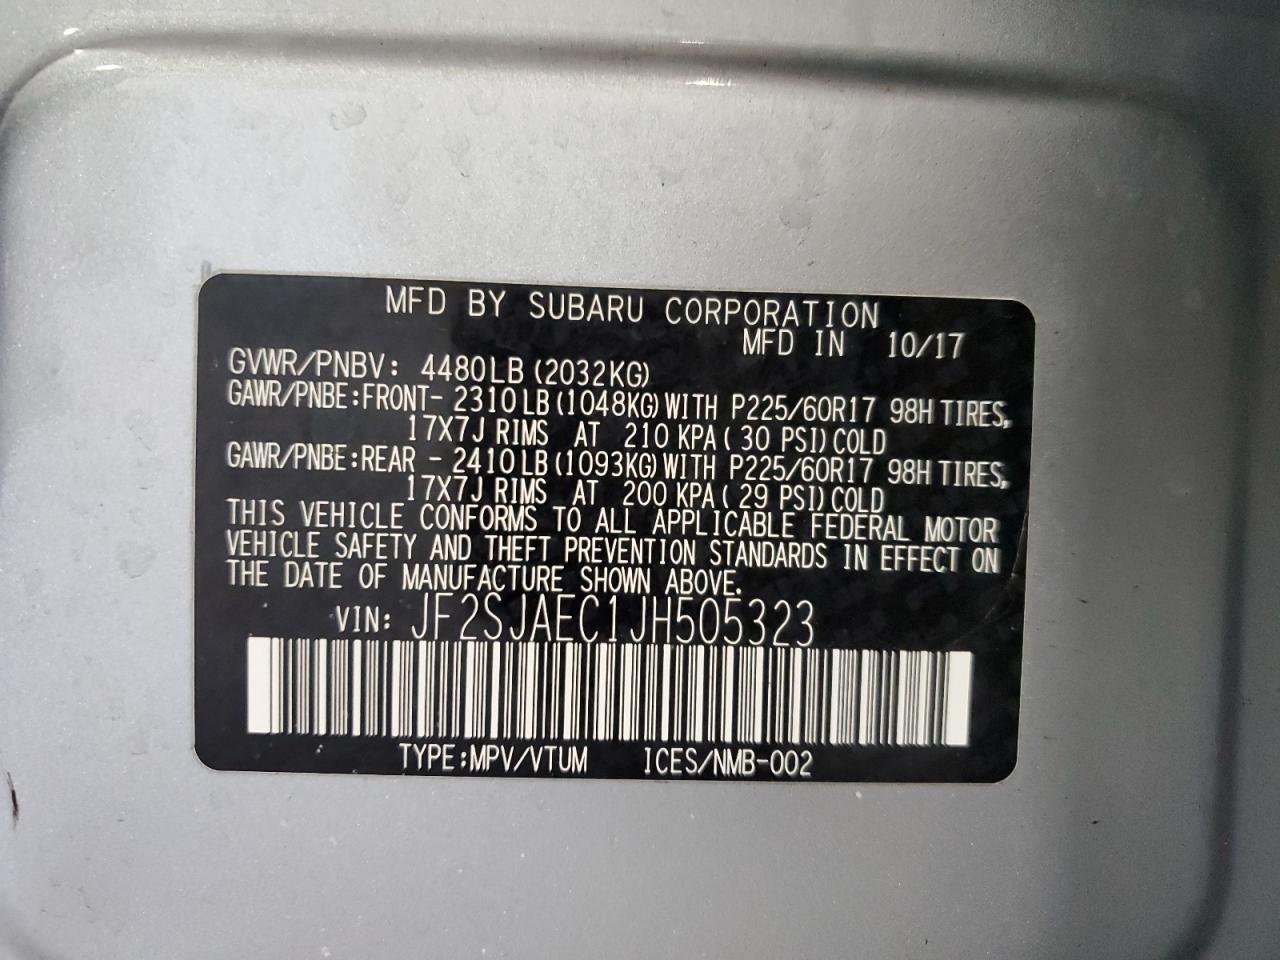 MFD BY SUBARU CORPORATION
MFD IN 10/17
GVWR/PNBV: 4480LB (2032KG)
GAWR/PNBE:FRONT- 2310LB (1048KG) WITH P225/60R17 98H TIRES,
17X7J RIMS AT 210 KPA ( 30 PSI) COLD
GAWR/PNBE:REAR - 2410LB (1093KG) WITH P225/60R17 98H TIRES,
17X7J RIMS AT 200 KPA ( 29 PSI) COLD
THIS VEHICLE CONFORMS TO ALL APPLICABLE FEDERAL MOTOR
VEHICLE SAFETY AND THEFT PREVENTION STANDARDS IN EFFECT ON
THE DATE OF MANUFACTURE SHOWN ABOVE.
VIN: JF2SJAEC1JH505323
TYPE:MPV/VTUM ICES/NMB-002